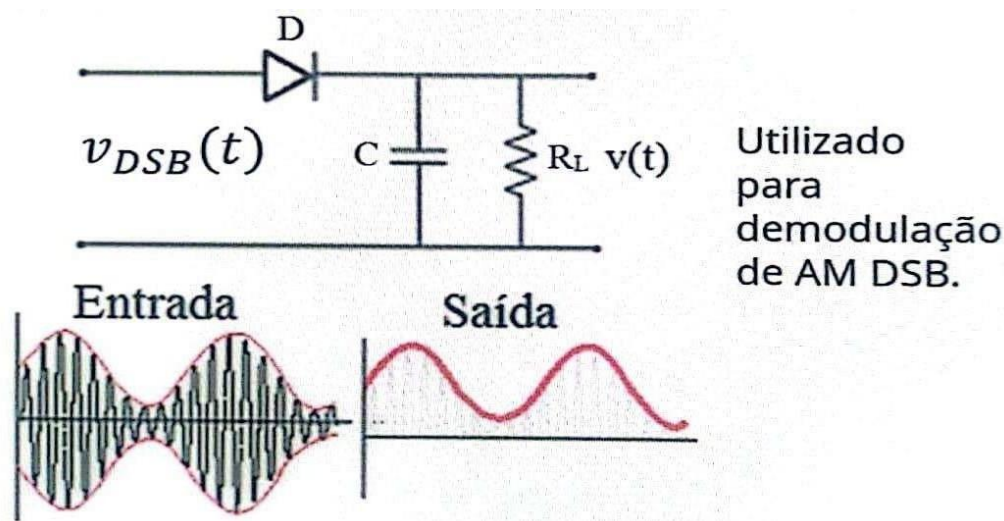 D
v_DSB(t)
C
R_L v(t)
Utilizado
para
demodulação
de AM DSB.
Entrada
Saída